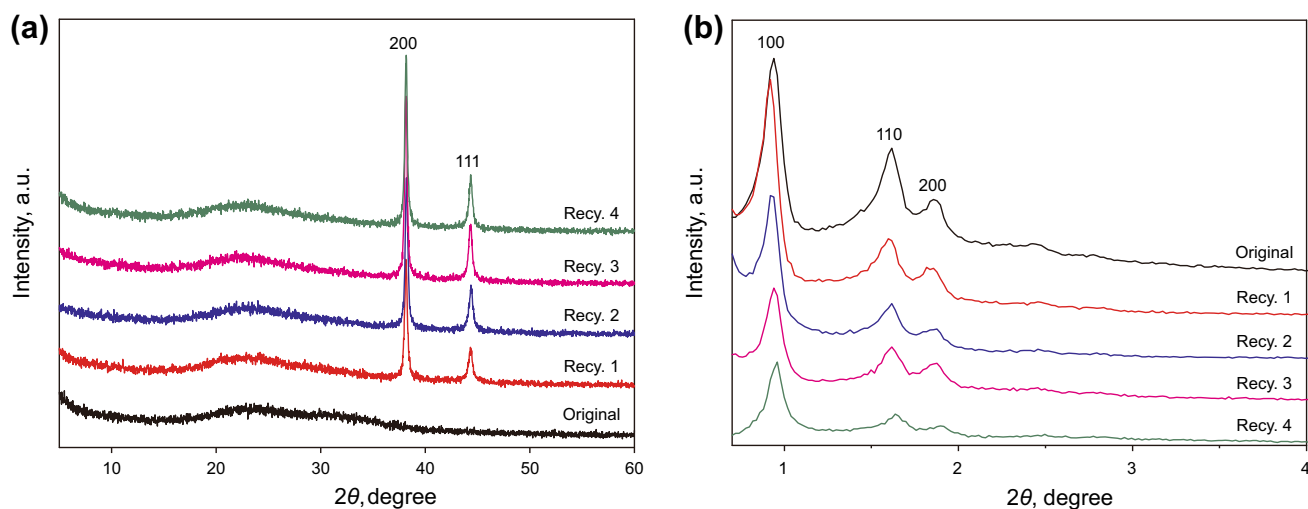 (a)
200
111
Recy. 4
Recy. 3
Recy. 2
Recy. 1
Original
Intensity, a.u.
10 20 30 40 50 60
2θ, degree
(b)
100
110
200
Original
Recy. 1
Recy. 2
Recy. 3
Recy. 4
Intensity, a.u.
1 2 3 4
2θ, degree